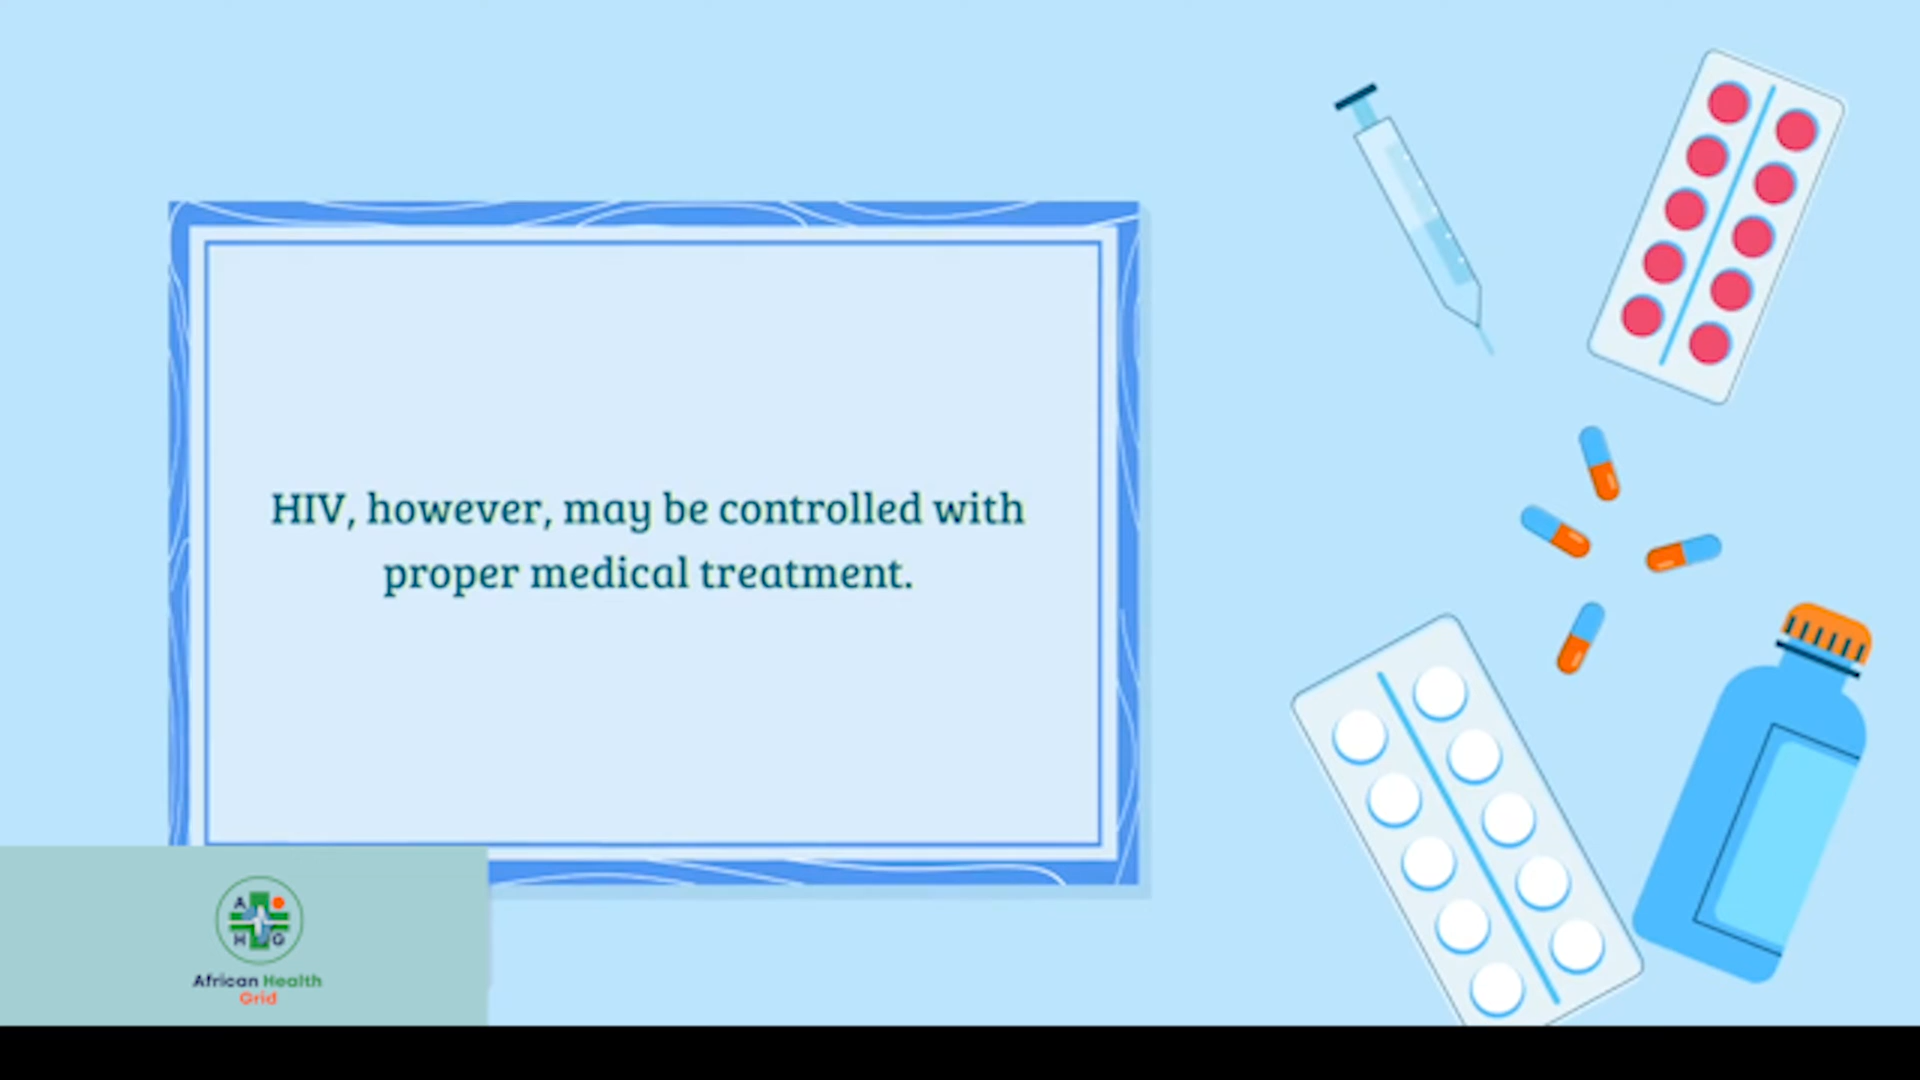 HIV, however, may be controlled with
proper medical treatment.
A
H G
African Health
Grid